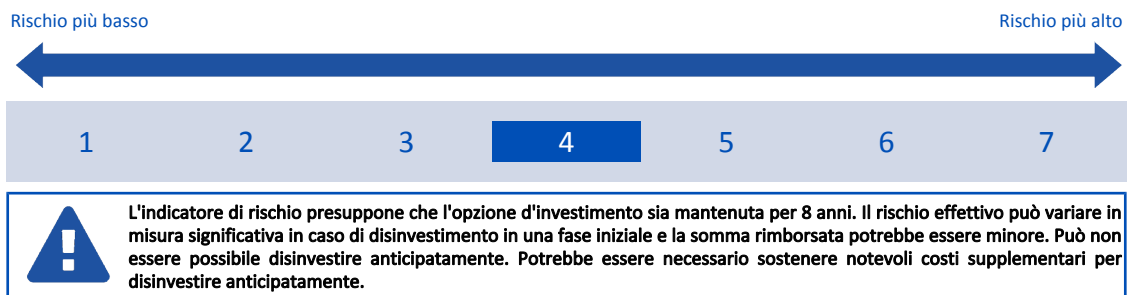 Rischio più basso Rischio più alto
1 2 3 4 5 6 7
L'indicatore di rischio presuppone che l'opzione d'investimento sia mantenuta per 8 anni. Il rischio effettivo può variare in
misura significativa in caso di disinvestimento in una fase iniziale e la somma rimborsata potrebbe essere minore. Può non
essere possibile disinvestire anticipatamente. Potrebbe essere necessario sostenere notevoli costi supplementari per
disinvestire anticipatamente.